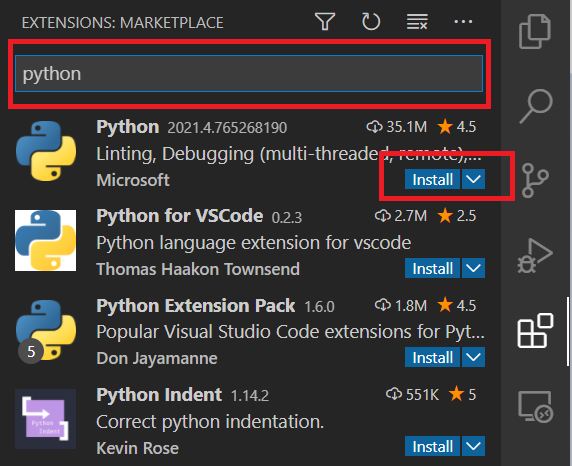 EXTENSIONS: MARKETPLACE
python
Python 2021.4.765268190 35.1M 4.5
Linting, Debugging (multi-threaded, remote),...
Microsoft Install
Python for VSCode 0.2.3 2.7M 2.5
Python language extension for vscode
Thomas Haakon Townsend Install
Python Extension Pack 1.6.0 1.8M 4.5
Popular Visual Studio Code extensions for Pyt...
5
Don Jayamanne Install
Python Indent 1.14.2 551K 5
Correct python indentation.
Python
Indent
Kevin Rose Install